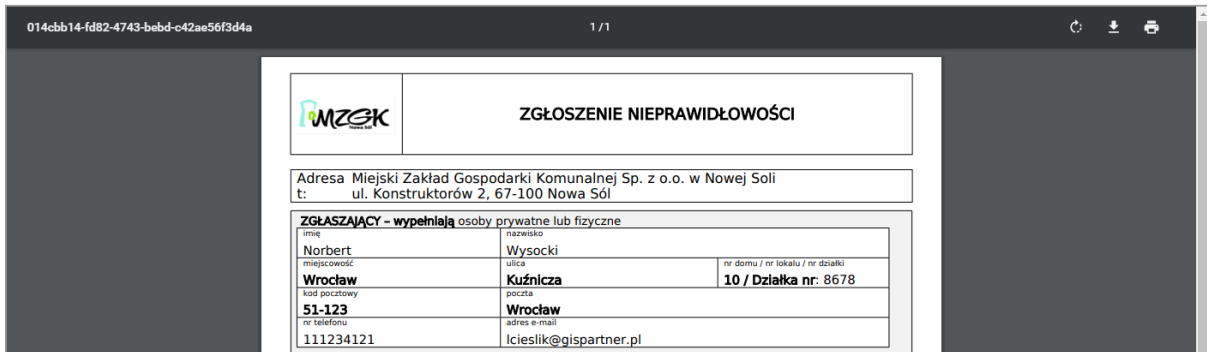 014cbb14-fd82-4743-bebd-c42ae56f3d4a 1 / 1
MZGK
Nowa Sól
ZGŁOSZENIE NIEPRAWIDŁOWOŚCI
Adresa Miejski Zakład Gospodarki Komunalnej Sp. z o.o. w Nowej Soli
t: ul. Konstruktorów 2, 67-100 Nowa Sól
ZGŁASZAJĄCY – wypełniają osoby prywatne lub fizyczne
imię nazwisko
Norbert Wysocki
miejscowość ulica nr domu / nr lokalu / nr działki
Wrocław Kuźnicza 10 / Działka nr: 8678
kod pocztowy poczta
51-123 Wrocław
nr telefonu adres e-mail
111234121 lcieslik@gispartner.pl